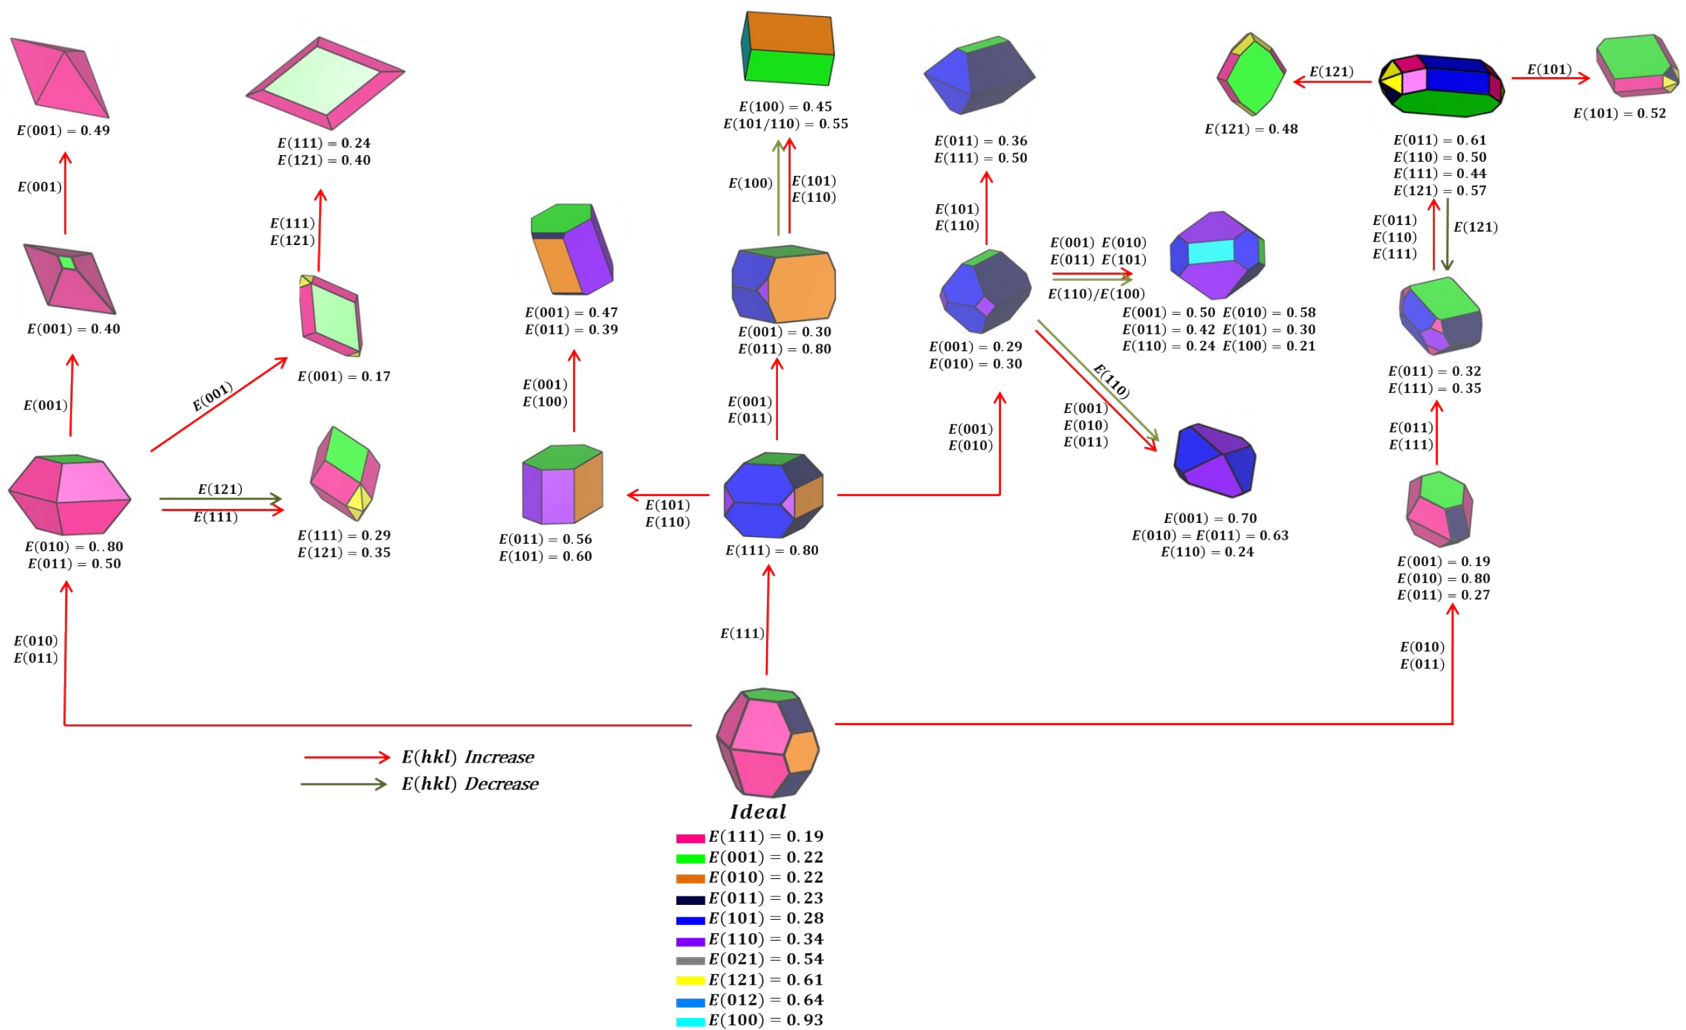 E(001) = 0.49
E(001)
E(001) = 0.40
E(001)
E(010) = 0..80
E(011) = 0.50
E(010)
E(011)
E(111) = 0.24
E(121) = 0.40
E(111)
E(121)
E(001) = 0.17
E(001)
E(121)
E(111)
E(111) = 0.29
E(121) = 0.35
E(001) = 0.47
E(011) = 0.39
E(001)
E(100)
E(011) = 0.56
E(101) = 0.60
E(101)
E(110)
E(100) = 0.45
E(101/110) = 0.55
E(100)
E(101)
E(110)
E(001) = 0.30
E(011) = 0.80
E(001)
E(011)
E(111) = 0.80
E(111)
E(011) = 0.36
E(111) = 0.50
E(101)
E(110)
E(001) = 0.29
E(010) = 0.30
E(001)
E(010)
E(001) E(010)
E(011) E(101)
E(110)/E(100)
E(001) = 0.50 E(010) = 0.58
E(011) = 0.42 E(101) = 0.30
E(110) = 0.24 E(100) = 0.21
E(110)
E(001)
E(010)
E(011)
E(001) = 0.70
E(010) = E(011) = 0.63
E(110) = 0.24
E(121) = 0.48
E(121)
E(101)
E(101) = 0.52
E(011) = 0.61
E(110) = 0.50
E(111) = 0.44
E(121) = 0.57
E(011)
E(110)
E(111)
E(121)
E(011) = 0.32
E(111) = 0.35
E(011)
E(111)
E(001) = 0.19
E(010) = 0.80
E(011) = 0.27
E(010)
E(011)
E(hkl) Increase
E(hkl) Decrease
Ideal
E(111) = 0.19
E(001) = 0.22
E(010) = 0.22
E(011) = 0.23
E(101) = 0.28
E(110) = 0.34
E(021) = 0.54
E(121) = 0.61
E(012) = 0.64
E(100) = 0.93